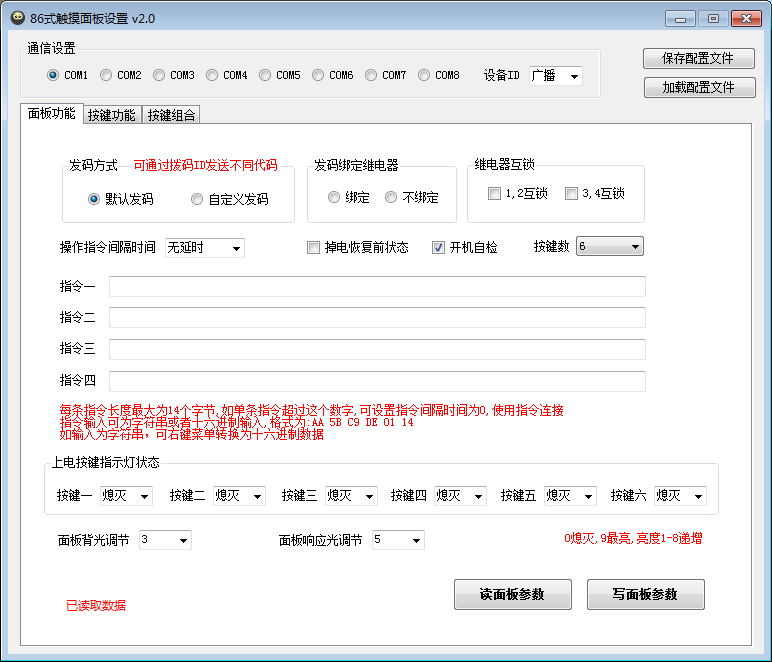 86式触摸面板设置 v2.0
通信设置
COM1 COM2 COM3 COM4 COM5 COM6 COM7 COM8 设备ID 广播
保存配置文件
加载配置文件
面板功能 按键功能 按键组合
发码方式 可通过拨码ID发送不同代码
默认发码 自定义发码
发码绑定继电器
绑定 不绑定
继电器互锁
1,2互锁 3,4互锁
操作指令间隔时间 无延时 掉电恢复前状态 开机自检 按键数 6
指令一
指令二
指令三
指令四
每条指令长度最大为14个字节,如单条指令超过这个数字,可设置指令间隔时间为0,使用指令连接
指令输入可为字符串或者十六进制输入,格式为:AA 5B C9 DE 01 14
如输入为字符串，可右键菜单转换为十六进制数据
上电按键指示灯状态
按键一 熄灭 按键二 熄灭 按键三 熄灭 按键四 熄灭 按键五 熄灭 按键六 熄灭
面板背光调节 3 面板响应光调节 5 0熄灭,9最亮,亮度1-8递增
读面板参数 写面板参数
已读取数据